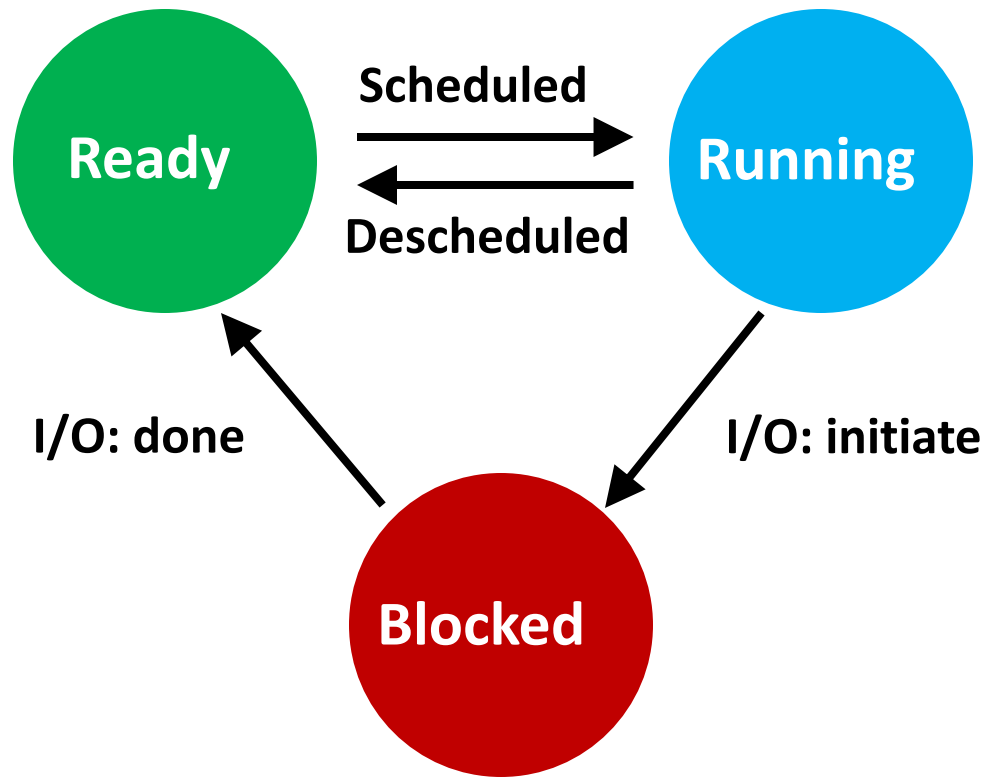 Scheduled
Ready
Running
Descheduled
I/O: done
I/O: initiate
Blocked